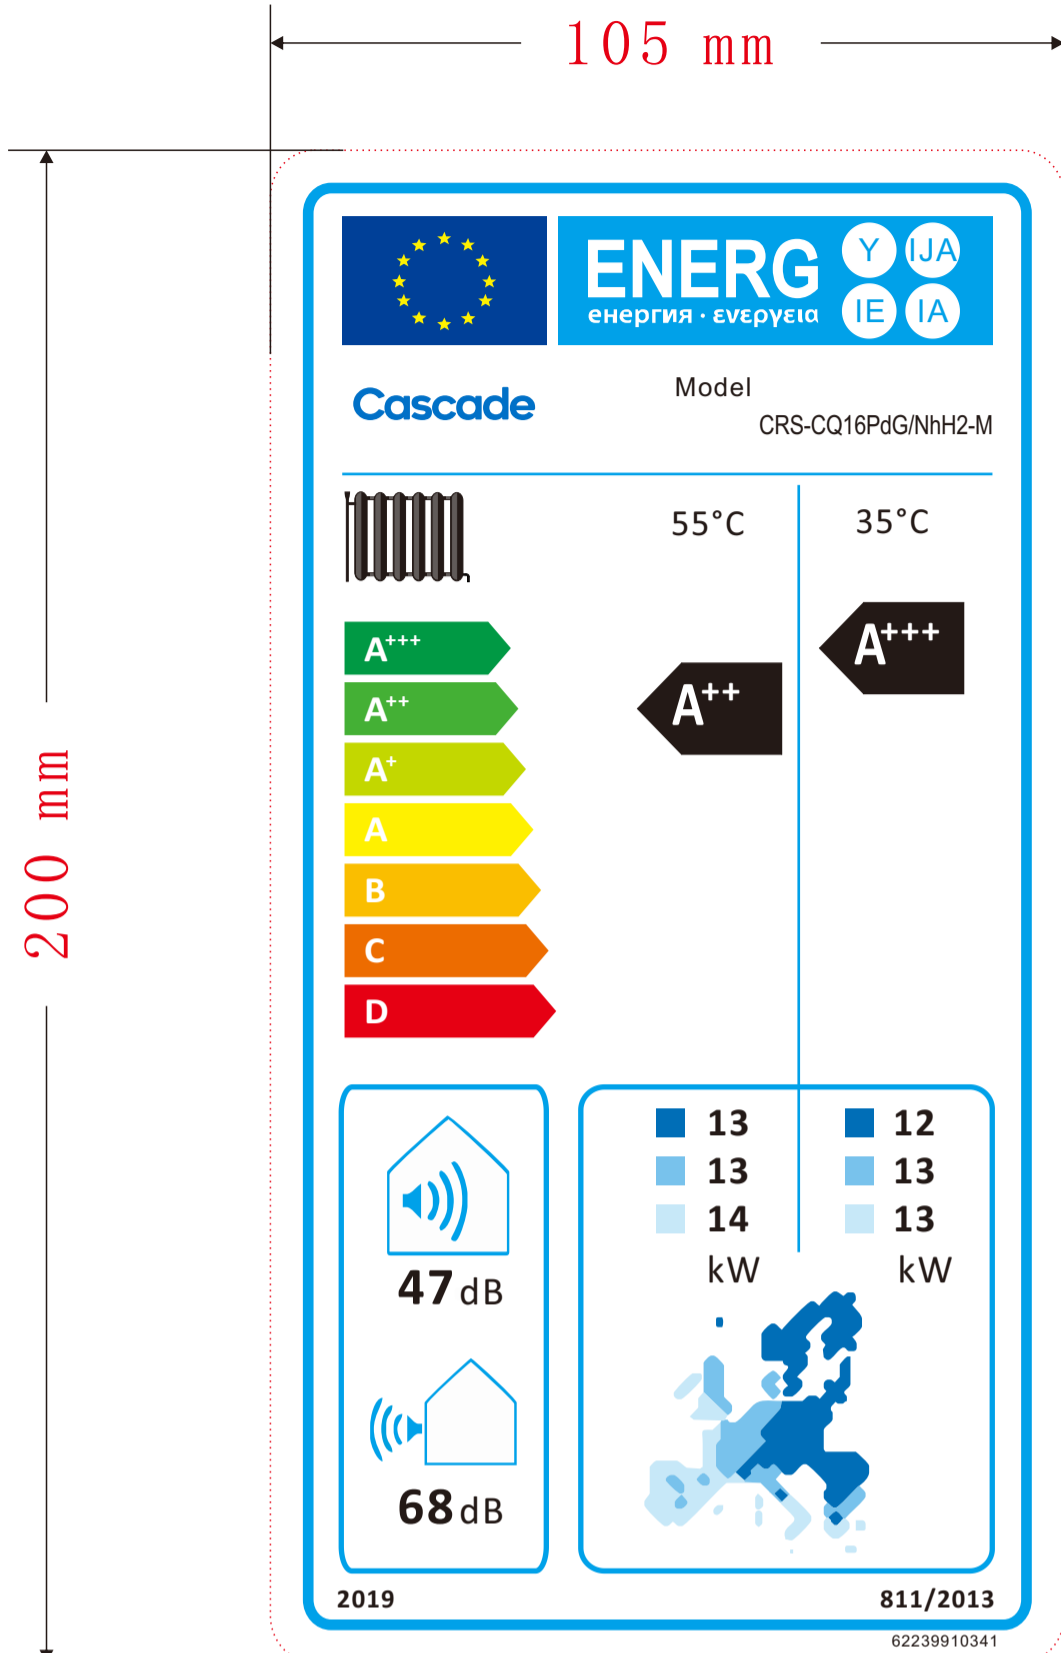 105 mm
200 mm
ENERG
енергия · ενεργεια
Y IJA
IE IA
Cascade
Model
CRS-CQ16PdG/NhH2-M
55°C 35°C
A+++
A++
A+
A
B
C
D
A++
A+++
47 dB
68 dB
13 12
13 13
14 13
kW kW
2019 811/2013
62239910341